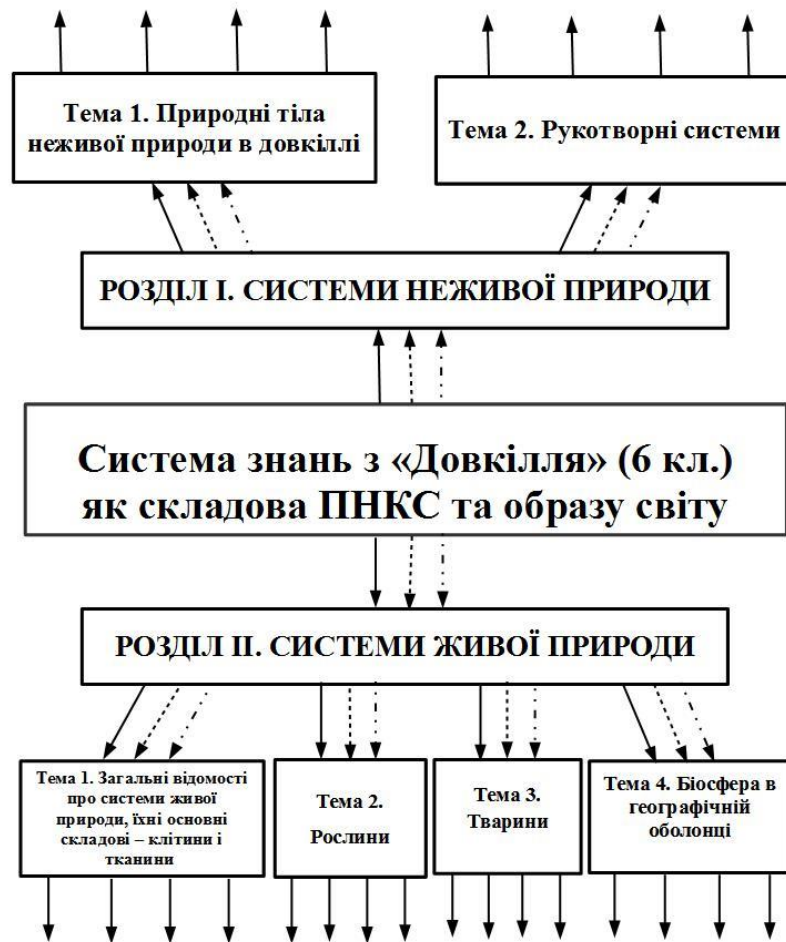 Тема 1. Природні тіла
неживої природи в довкіллі
Тема 2. Рукотворні системи
РОЗДІЛ І. СИСТЕМИ НЕЖИВОЇ ПРИРОДИ
Система знань з «Довкілля» (6 кл.)
як складова ПНКС та образу світу
РОЗДІЛ ІІ. СИСТЕМИ ЖИВОЇ ПРИРОДИ
Тема 1. Загальні відомості
про системи живої
природи, їхні основні
складові – клітини і
тканини
Тема 2.
Рослини
Тема 3.
Тварини
Тема 4. Біосфера в
географічній
оболонці